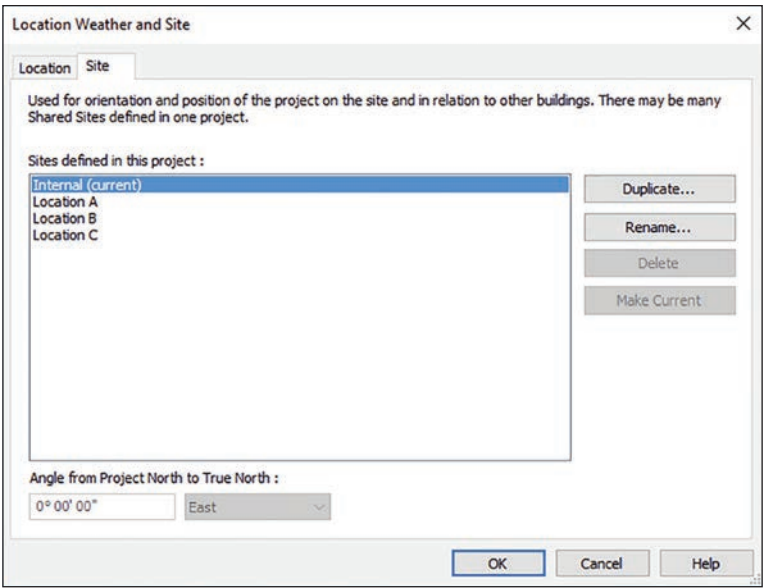 Location Weather and Site
Location
Site
Used for orientation and position of the project on the site and in relation to other buildings. There may be many
Shared Sites defined in one project.
Sites defined in this project :
Internal (current)
Location A
Location B
Location C
Duplicate...
Rename...
Delete
Make Current
Angle from Project North to True North :
0° 00' 00"
East
OK
Cancel
Help